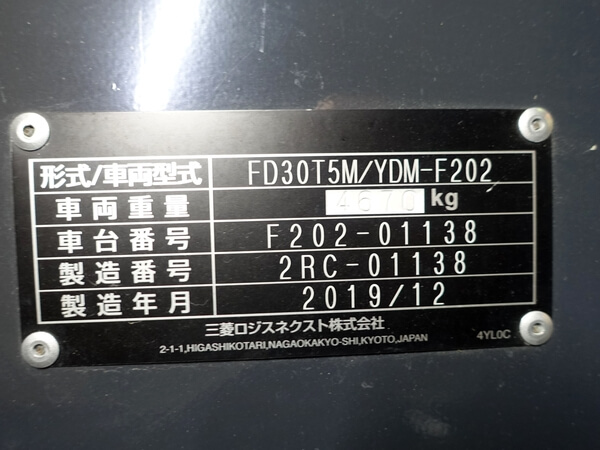 形式/車両型式 FD30T5M/YDM-F202
車両重量 4670 kg
車台番号 F202-01138
製造番号 2RC-01138
製造年月 2019/12
三菱ロジスネクスト株式会社
2-1-1,HIGASHIKOTARI,NAGAOKAKYO-SHI,KYOTO,JAPAN 4YL0C